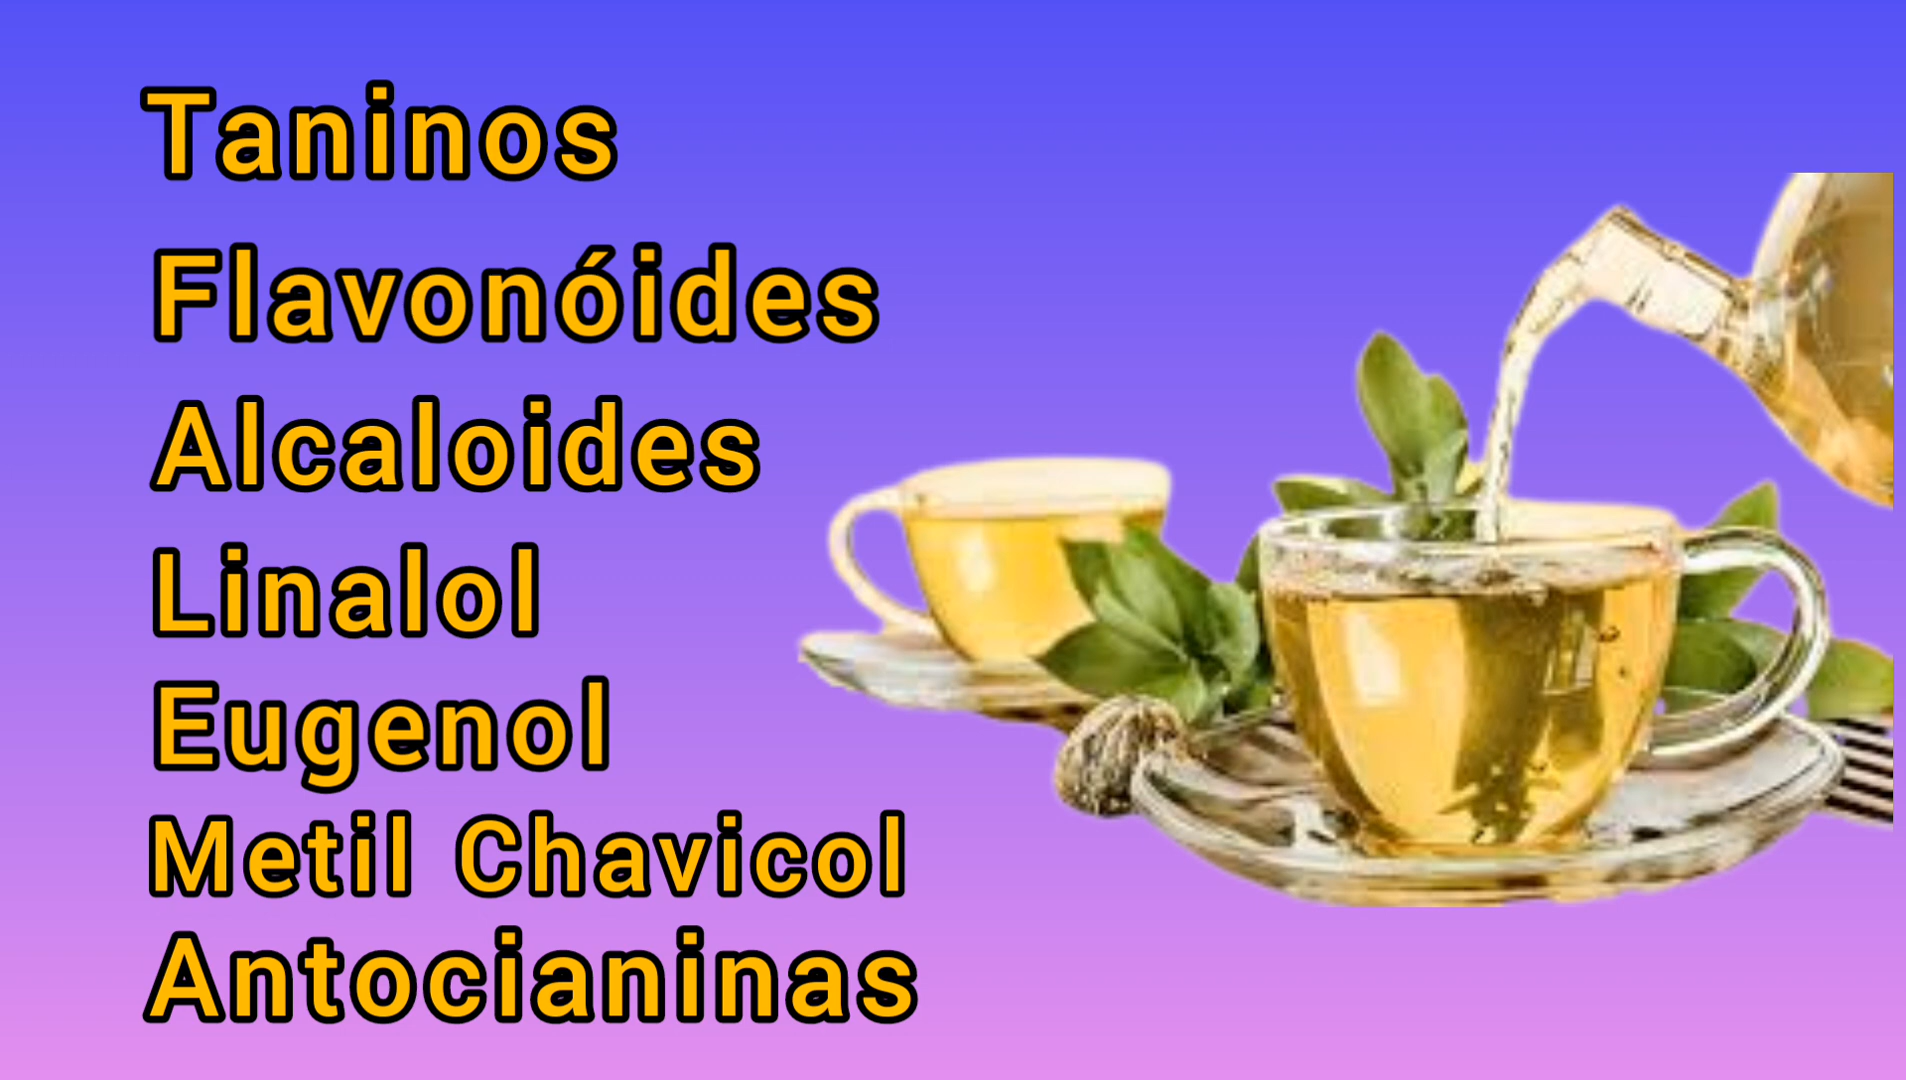 Taninos
Flavonóides
Alcaloides
Linalol
Eugenol
Metil Chavicol
Antocianinas